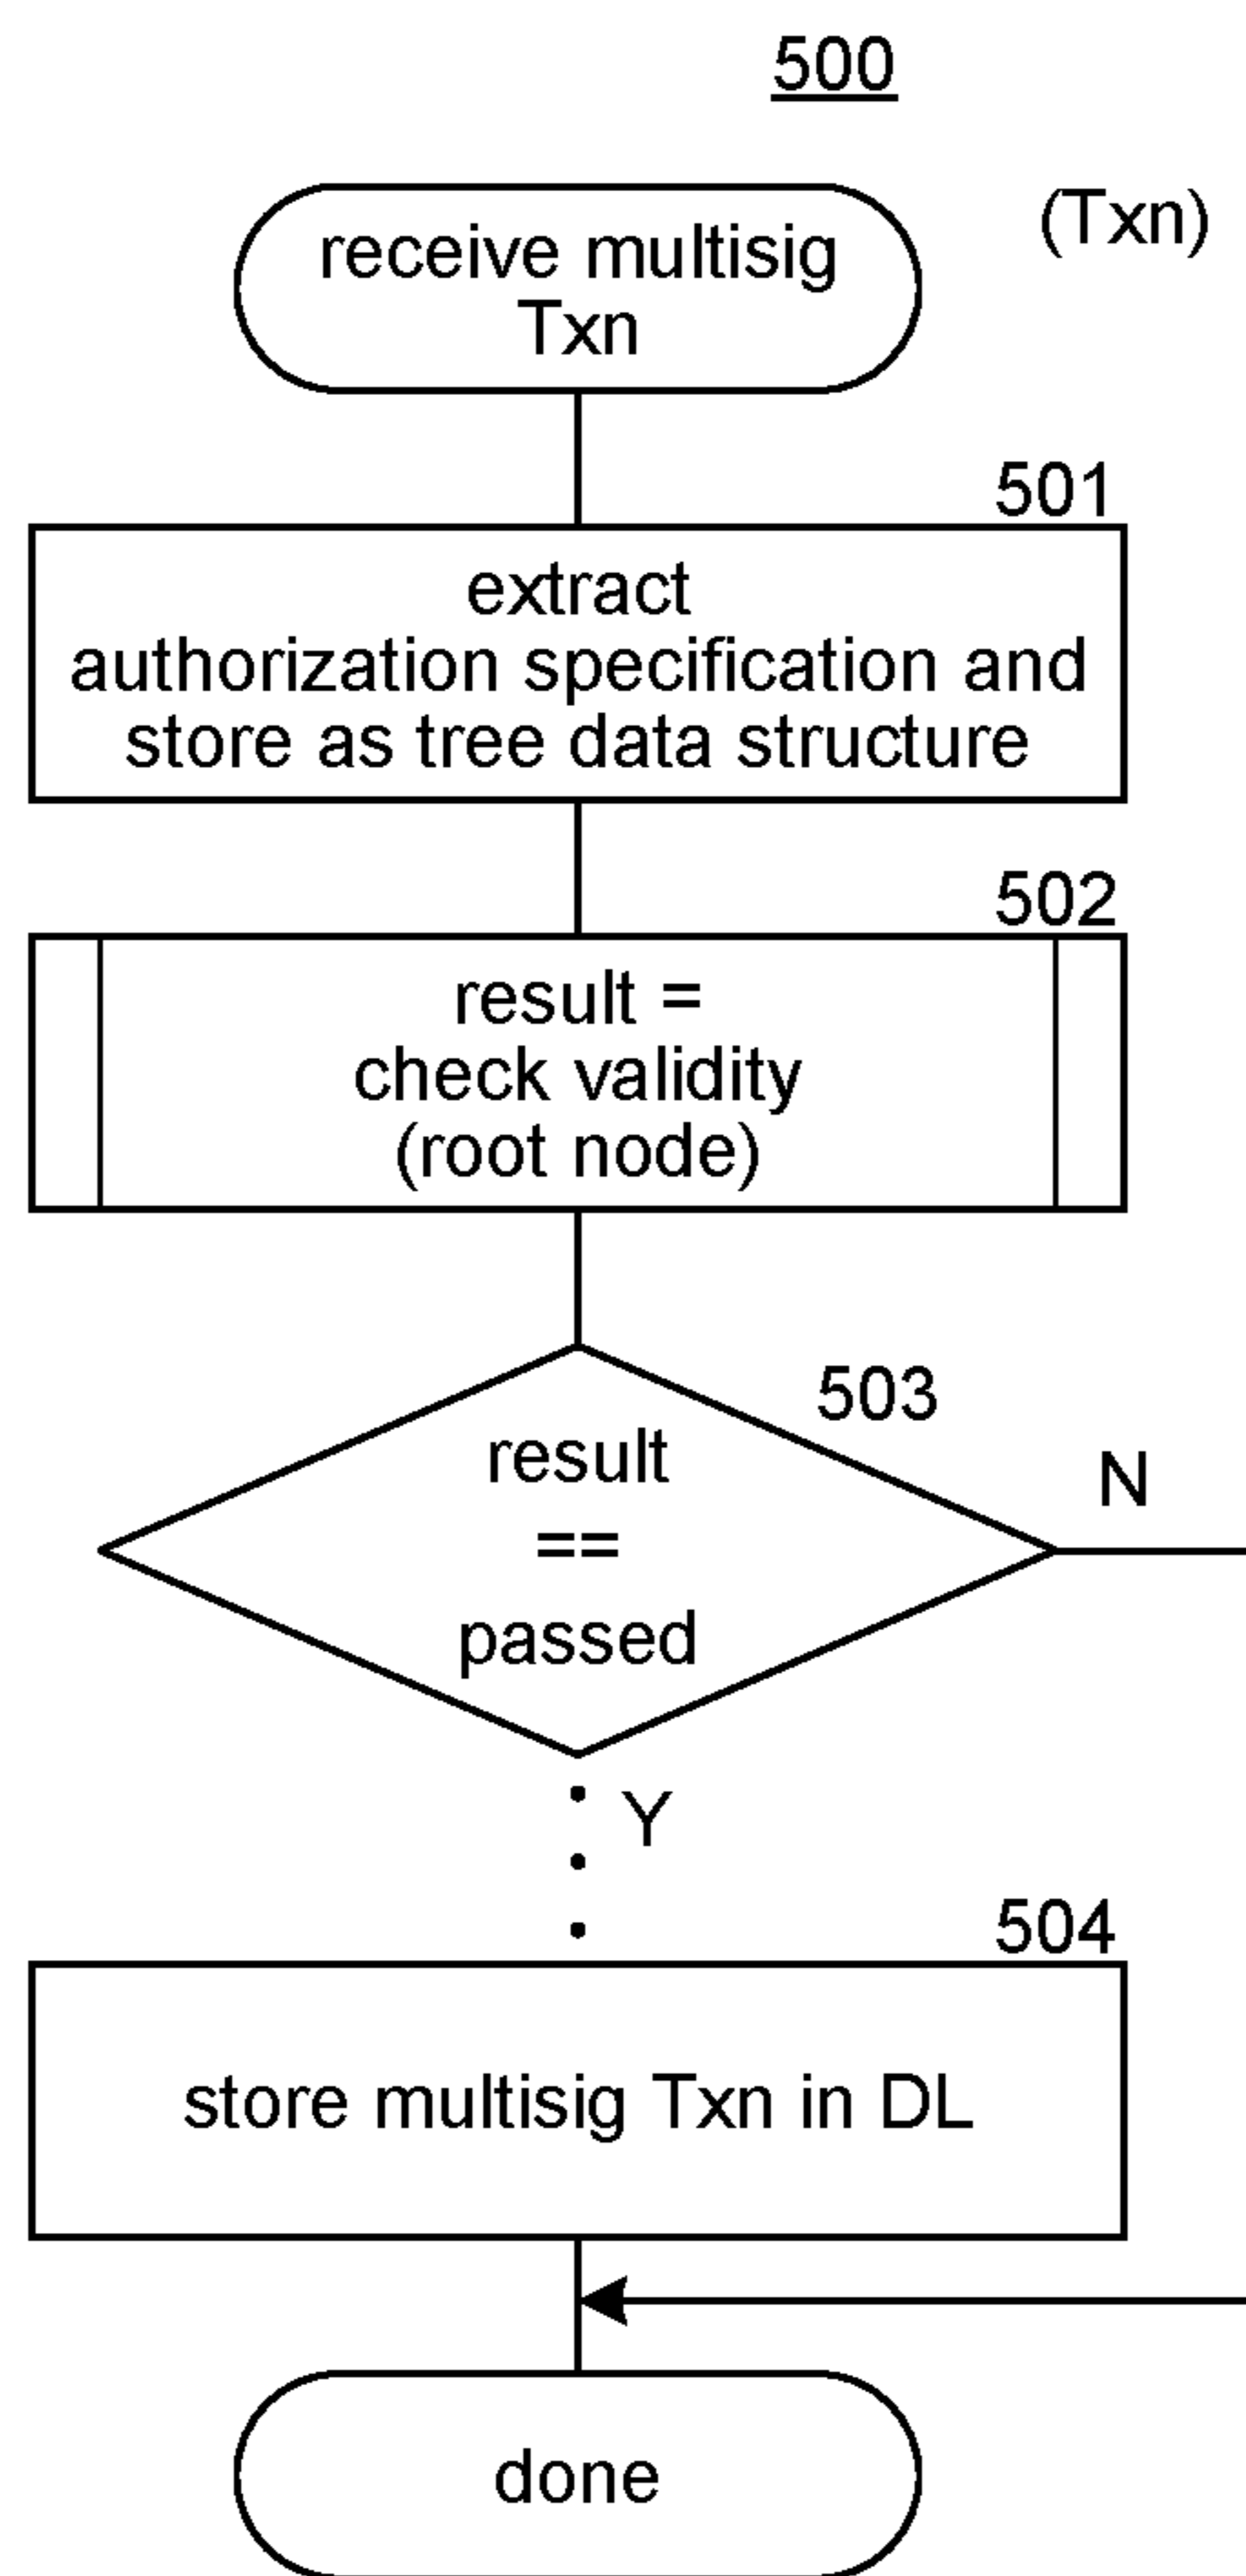 500
(Txn)
receive multisig
Txn
501
extract
authorization specification and
store as tree data structure
502
result =
check validity
(root node)
503
result
==
passed
N
Y
504
store multisig Txn in DL
done